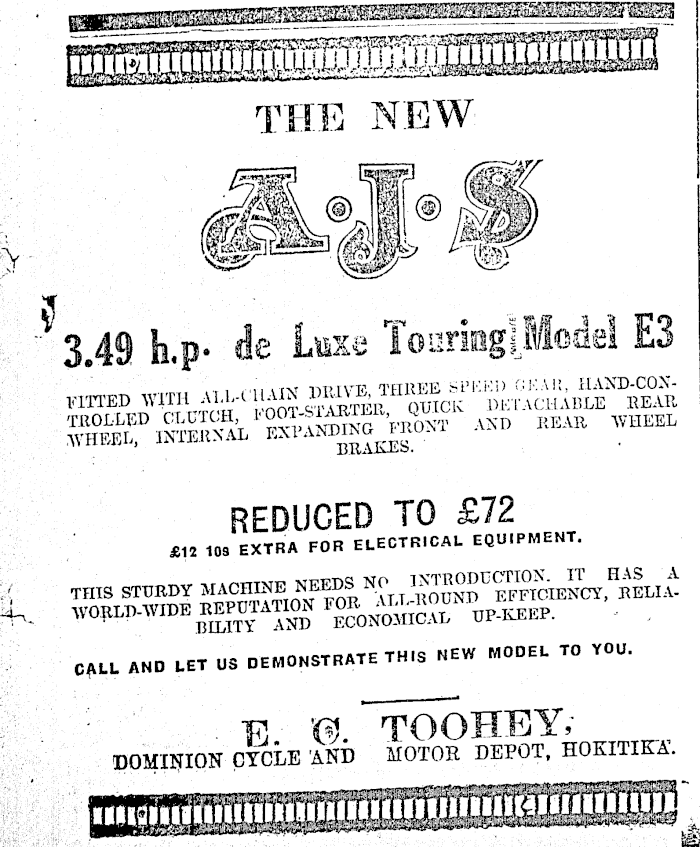 THE NEW
A·J·S
3.49 h.p. de Luxe Touring Model E3
FITTED WITH ALL-CHAIN DRIVE, THREE SPEED GEAR, HAND-CON-
TROLLED CLUTCH, FOOT-STARTER, QUICK DETACHABLE REAR
WHEEL, INTERNAL EXPANDING FRONT AND REAR WHEEL
BRAKES.
REDUCED TO £72
£12 10s EXTRA FOR ELECTRICAL EQUIPMENT.
THIS STURDY MACHINE NEEDS NO INTRODUCTION. IT HAS A
WORLD-WIDE REPUTATION FOR ALL-ROUND EFFICIENCY, RELIA-
BILITY AND ECONOMICAL UP-KEEP.
CALL AND LET US DEMONSTRATE THIS NEW MODEL TO YOU.
E. C. TOOHEY,
DOMINION CYCLE AND MOTOR DEPOT, HOKITIKA.